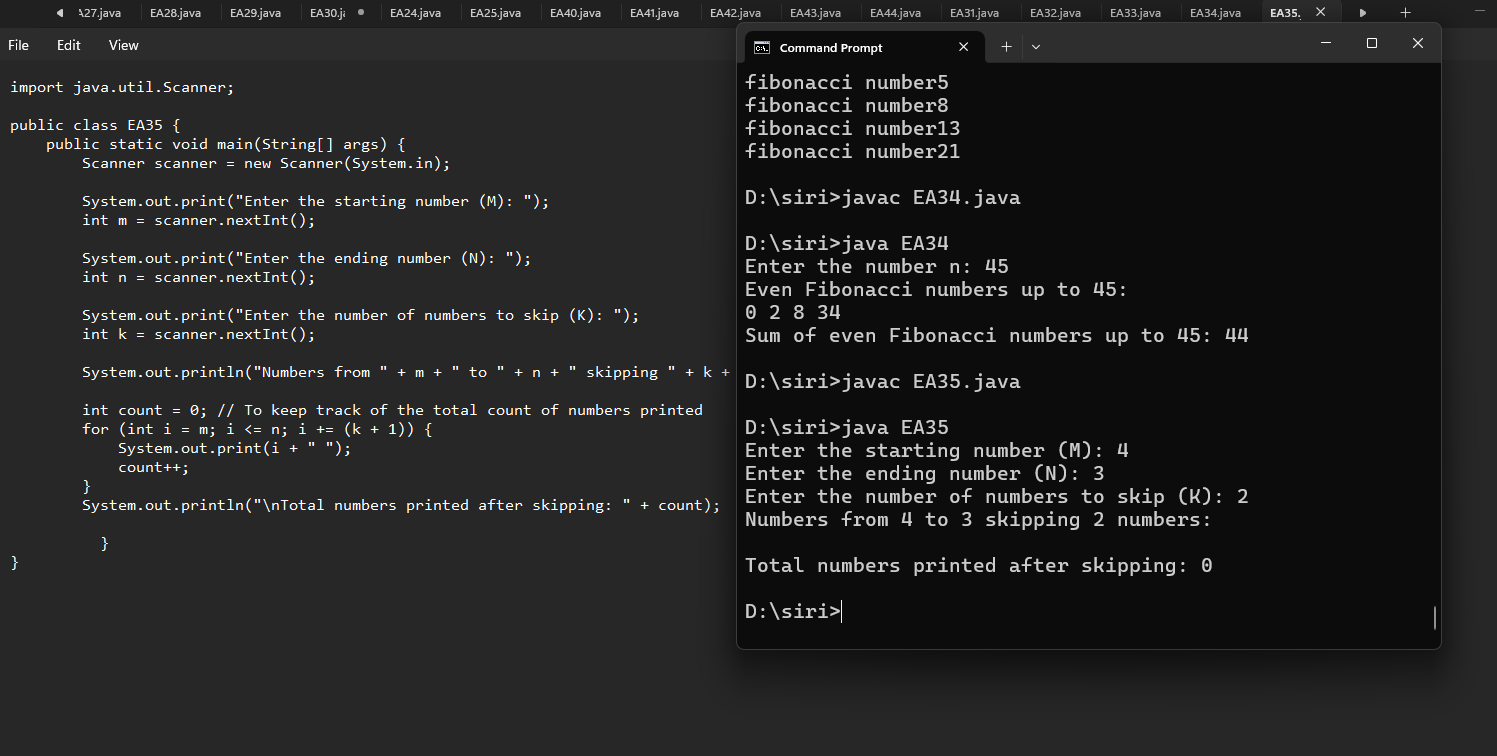 A27.java EA28.java EA29.java EA30.ja EA24.java EA25.java EA40.java EA41.java EA42.java EA43.java EA44.java EA31.java EA32.java EA33.java EA34.java EA35.
File Edit View
import java.util.Scanner;
public class EA35 {
public static void main(String[] args) {
Scanner scanner = new Scanner(System.in);
System.out.print("Enter the starting number (M): ");
int m = scanner.nextInt();
System.out.print("Enter the ending number (N): ");
int n = scanner.nextInt();
System.out.print("Enter the number of numbers to skip (K): ");
int k = scanner.nextInt();
System.out.println("Numbers from " + m + " to " + n + " skipping " + k +
int count = 0; // To keep track of the total count of numbers printed
for (int i = m; i <= n; i += (k + 1)) {
System.out.print(i + " ");
count++;
}
System.out.println("\nTotal numbers printed after skipping: " + count);
}
}
Command Prompt
fibonacci number5
fibonacci number8
fibonacci number13
fibonacci number21
D:\siri>javac EA34.java
D:\siri>java EA34
Enter the number n: 45
Even Fibonacci numbers up to 45:
0 2 8 34
Sum of even Fibonacci numbers up to 45: 44
D:\siri>javac EA35.java
D:\siri>java EA35
Enter the starting number (M): 4
Enter the ending number (N): 3
Enter the number of numbers to skip (K): 2
Numbers from 4 to 3 skipping 2 numbers:
Total numbers printed after skipping: 0
D:\siri>